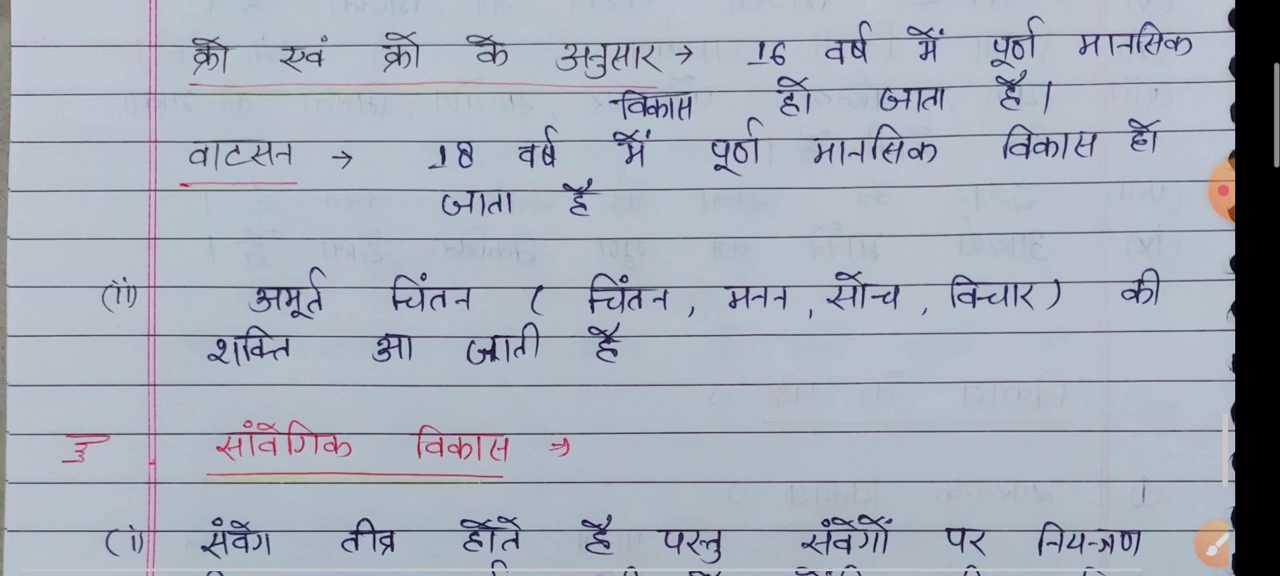 क्रो एवं क्रो के अनुसार → 16 वर्ष में पूर्ण मानसिक
विकास हो जाता है।
वाटसन → 18 वर्ष में पूर्ण मानसिक विकास हो
जाता है
(ii) अमूर्त चिंतन ( चिंतन, मनन, सोच, विचार) की
शक्ति आ जाती है
3 सांवेगिक विकास →
(i) संवेग तीव्र होते है परन्तु संवेगों पर नियन्त्रण